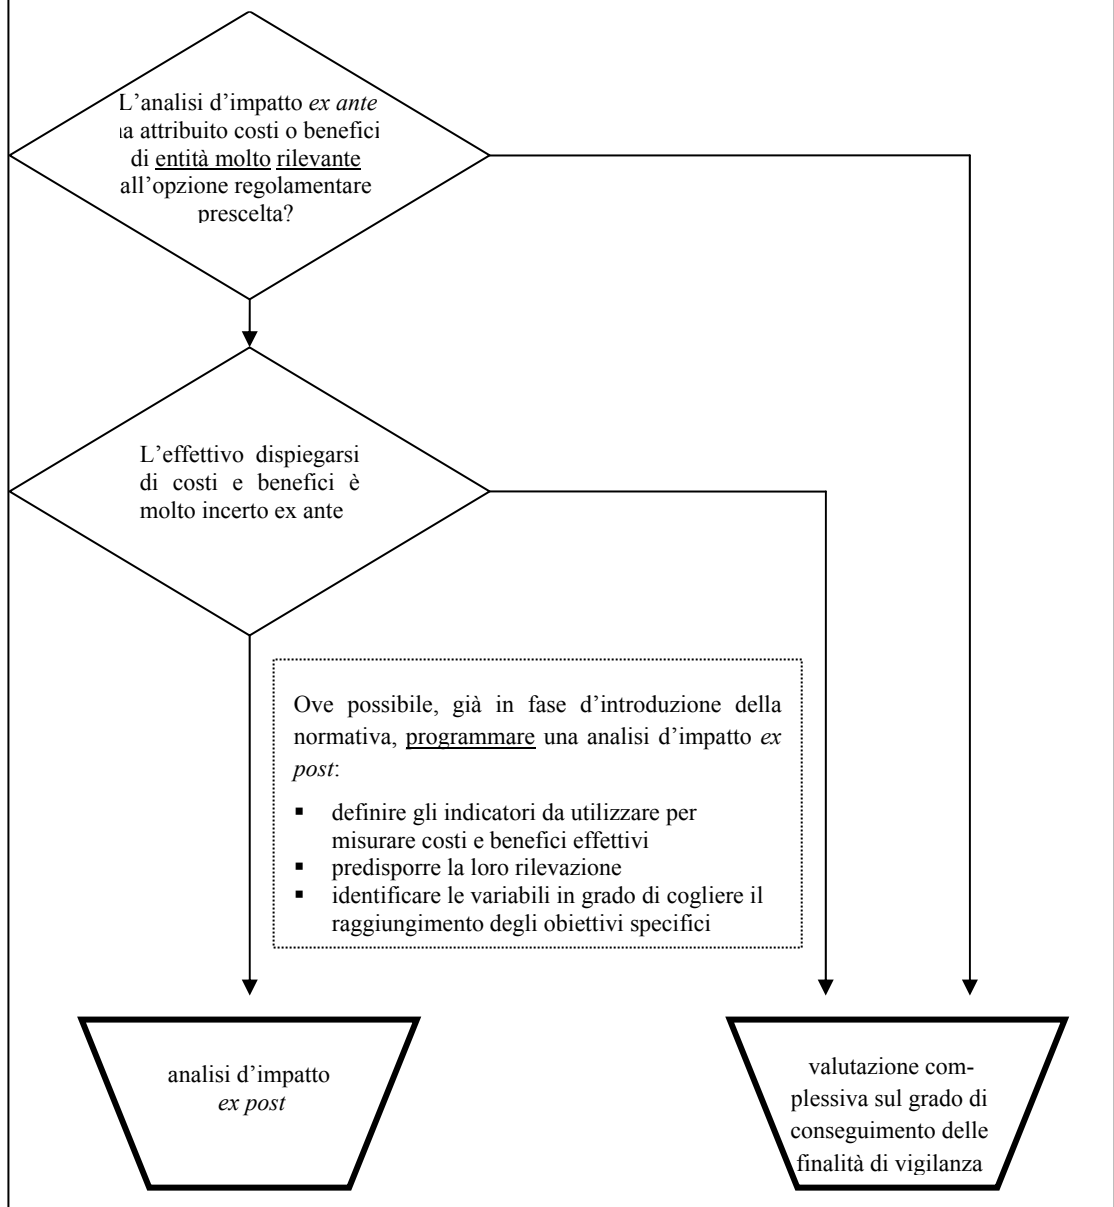 L’analisi d’impatto ex ante
ha attribuito costi o benefici
di entità molto rilevante
all’opzione regolamentare
prescelta?
L’effettivo dispiegarsi
di costi e benefici è
molto incerto ex ante
Ove possibile, già in fase d’introduzione della
normativa, programmare una analisi d’impatto ex
post:
▪ definire gli indicatori da utilizzare per
misurare costi e benefici effettivi
▪ predisporre la loro rilevazione
▪ identificare le variabili in grado di cogliere il
raggiungimento degli obiettivi specifici
analisi d’impatto
ex post
valutazione com-
plessiva sul grado di
conseguimento delle
finalità di vigilanza